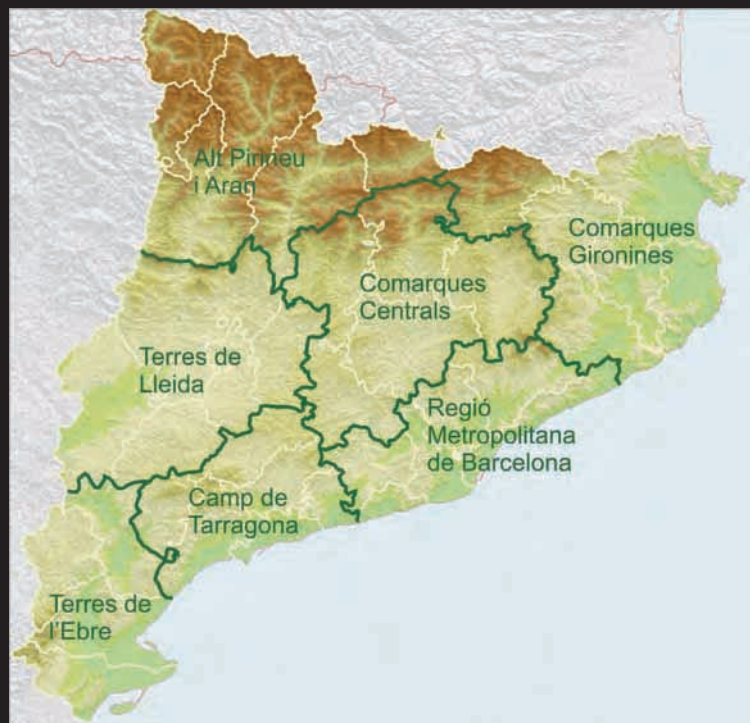 Alt Pirineu
i Aran
Comarques
Gironines
Comarques
Centrals
Terres de
Lleida
Regió
Metropolitana
de Barcelona
Camp de
Tarragona
Terres de
l'Ebre